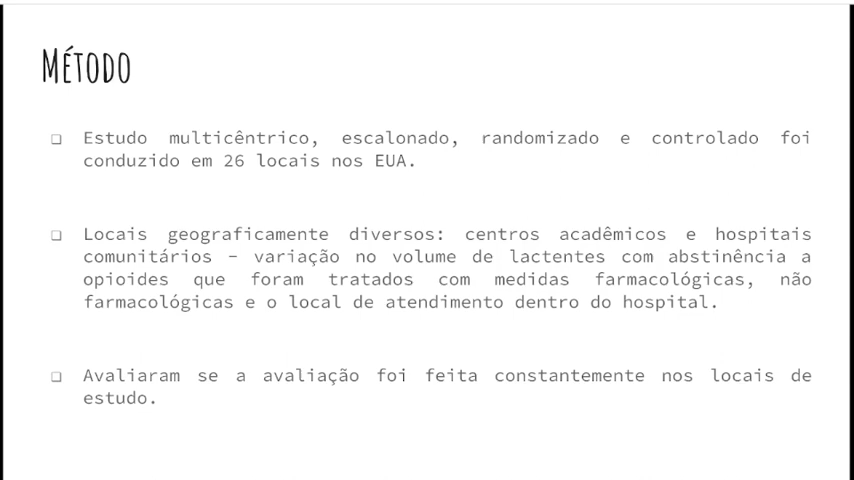 MÉTODO
❑ Estudo multicêntrico, escalonado, randomizado e controlado foi
conduzido em 26 locais nos EUA.
❑ Locais geograficamente diversos: centros acadêmicos e hospitais
comunitários – variação no volume de lactentes com abstinência a
opioides que foram tratados com medidas farmacológicas, não
farmacológicas e o local de atendimento dentro do hospital.
❑ Avaliaram se a avaliação foi feita constantemente nos locais de
estudo.